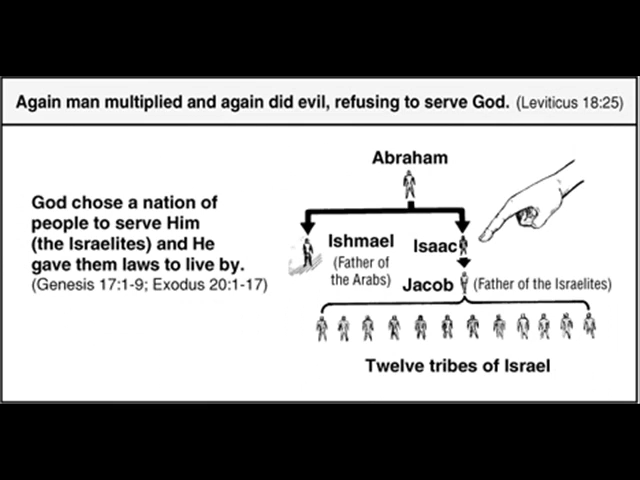 Again man multiplied and again did evil, refusing to serve God. (Leviticus 18:25)
God chose a nation of
people to serve Him
(the Israelites) and He
gave them laws to live by.
(Genesis 17:1-9; Exodus 20:1-17)
Abraham
Ishmael
(Father of
the Arabs)
Isaac
Jacob (Father of the Israelites)
Twelve tribes of Israel